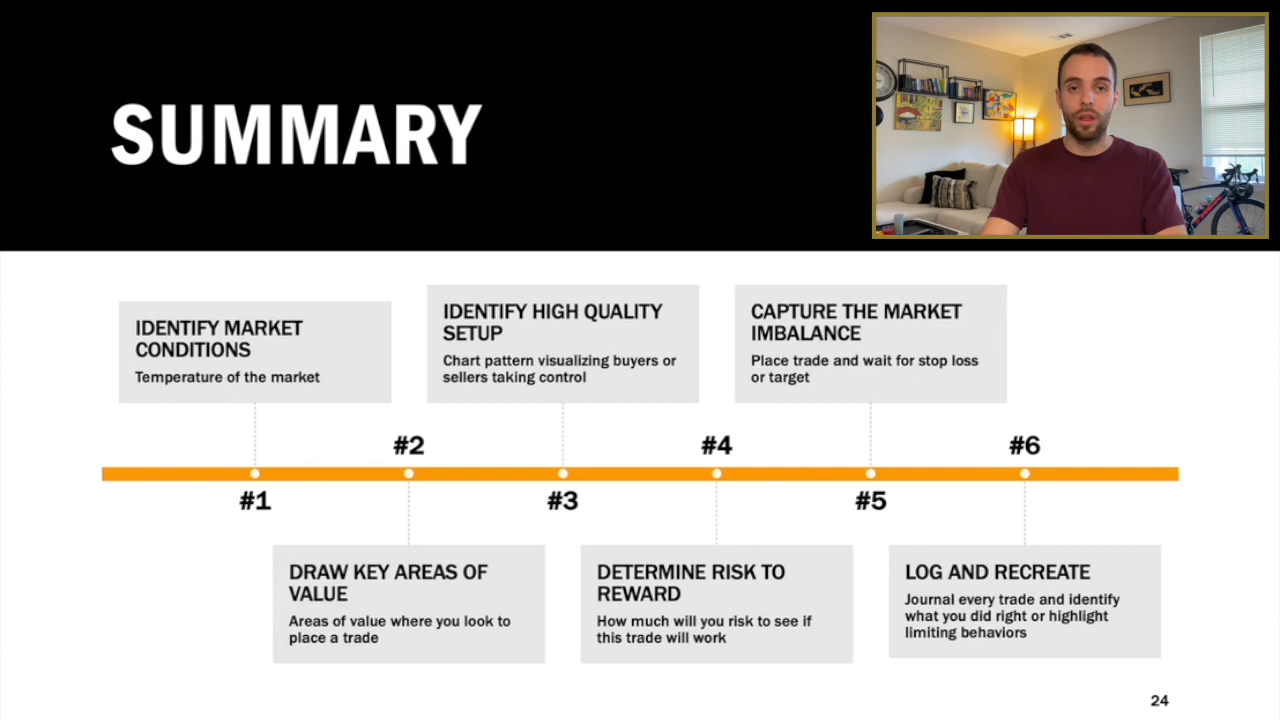 SUMMARY
IDENTIFY MARKET
CONDITIONS
Temperature of the market
IDENTIFY HIGH QUALITY
SETUP
Chart pattern visualizing buyers or
sellers taking control
CAPTURE THE MARKET
IMBALANCE
Place trade and wait for stop loss
or target
#2
#4
#6
#1
#3
#5
DRAW KEY AREAS OF
VALUE
Areas of value where you look to
place a trade
DETERMINE RISK TO
REWARD
How much will you risk to see if
this trade will work
LOG AND RECREATE
Journal every trade and identify
what you did right or highlight
limiting behaviors
24